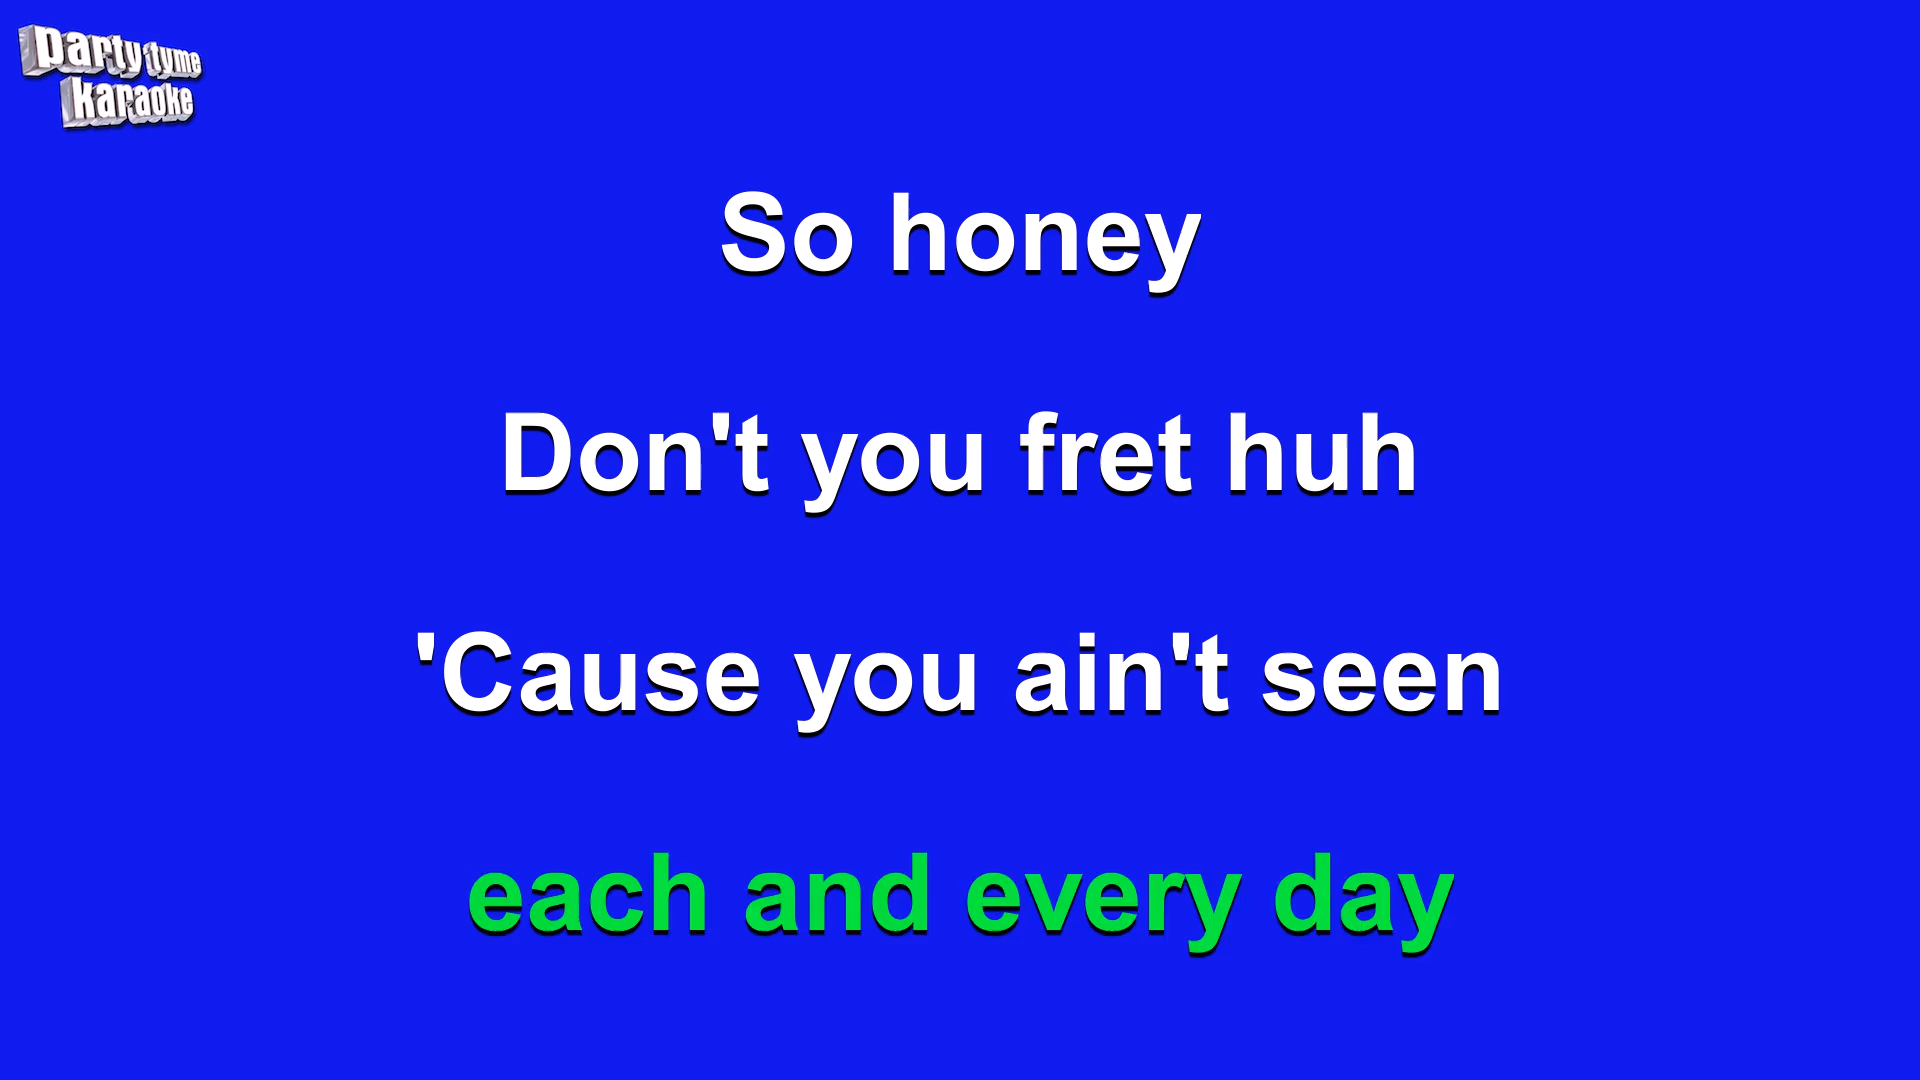 party tyme
karaoke
So honey
Don't you fret huh
'Cause you ain't seen
each and every day